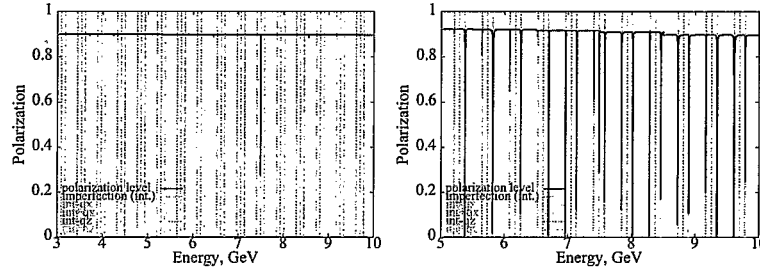 1
0.8
0.6
0.4
0.2
0
Polarization
polarization level
imperfection (int.)
3 4 5 6 7 8 9 10
Energy, GeV
1
0.8
0.6
0.4
0.2
0
Polarization
polarization level
imperfection (int.)
5 6 7 8 9 10
Energy, GeV